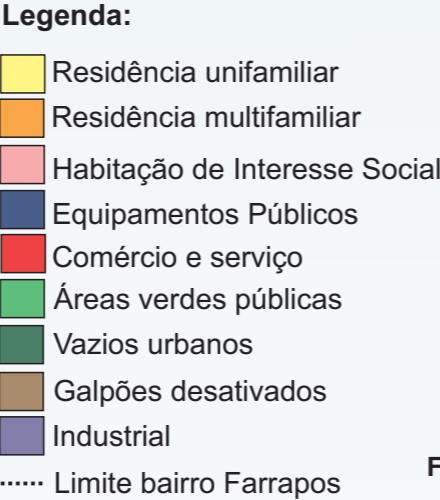 Legenda:
Residência unifamiliar
Residência multifamiliar
Habitação de Interesse Social
Equipamentos Públicos
Comércio e serviço
Áreas verdes públicas
Vazios urbanos
Galpões desativados
Industrial
Limite bairro Farrapos
F